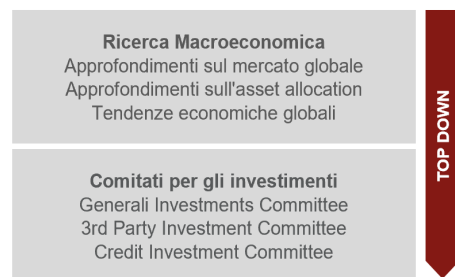 Ricerca Macroeconomica
Approfondimenti sul mercato globale
Approfondimenti sull'asset allocation
Tendenze economiche globali
Comitati per gli investimenti
Generali Investments Committee
3rd Party Investment Committee
Credit Investment Committee
TOP DOWN